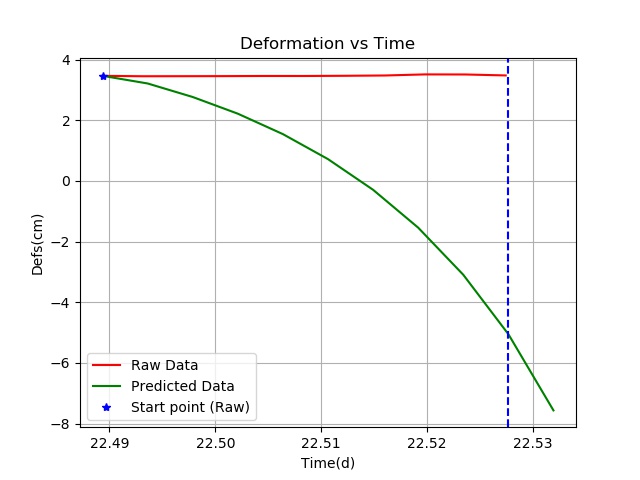 Deformation vs Time
4
2
0
−2
−4
−6
−8
Defs(cm)
Raw Data
Predicted Data
Start point (Raw)
22.49 22.50 22.51 22.52 22.53
Time(d)